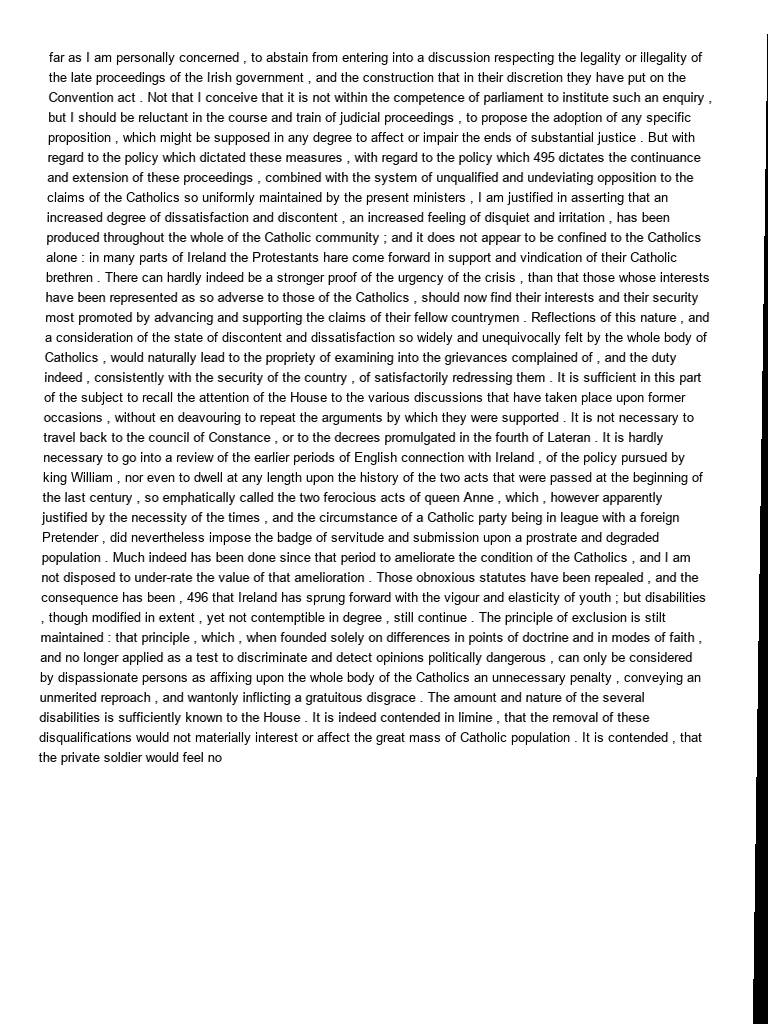 far as I am personally concerned , to abstain from entering into a discussion respecting the legality or illegality of
the late proceedings of the Irish government , and the construction that in their discretion they have put on the
Convention act . Not that I conceive that it is not within the competence of parliament to institute such an enquiry ,
but I should be reluctant in the course and train of judicial proceedings , to propose the adoption of any specific
proposition , which might be supposed in any degree to affect or impair the ends of substantial justice . But with
regard to the policy which dictated these measures , with regard to the policy which 495 dictates the continuance
and extension of these proceedings , combined with the system of unqualified and undeviating opposition to the
claims of the Catholics so uniformly maintained by the present ministers , I am justified in asserting that an
increased degree of dissatisfaction and discontent , an increased feeling of disquiet and irritation , has been
produced throughout the whole of the Catholic community ; and it does not appear to be confined to the Catholics
alone : in many parts of Ireland the Protestants hare come forward in support and vindication of their Catholic
brethren . There can hardly indeed be a stronger proof of the urgency of the crisis , than that those whose interests
have been represented as so adverse to those of the Catholics , should now find their interests and their security
most promoted by advancing and supporting the claims of their fellow countrymen . Reflections of this nature , and
a consideration of the state of discontent and dissatisfaction so widely and unequivocally felt by the whole body of
Catholics , would naturally lead to the propriety of examining into the grievances complained of , and the duty
indeed , consistently with the security of the country , of satisfactorily redressing them . It is sufficient in this part
of the subject to recall the attention of the House to the various discussions that have taken place upon former
occasions , without en deavouring to repeat the arguments by which they were supported . It is not necessary to
travel back to the council of Constance , or to the decrees promulgated in the fourth of Lateran . It is hardly
necessary to go into a review of the earlier periods of English connection with Ireland , of the policy pursued by
king William , nor even to dwell at any length upon the history of the two acts that were passed at the beginning of
the last century , so emphatically called the two ferocious acts of queen Anne , which , however apparently
justified by the necessity of the times , and the circumstance of a Catholic party being in league with a foreign
Pretender , did nevertheless impose the badge of servitude and submission upon a prostrate and degraded
population . Much indeed has been done since that period to ameliorate the condition of the Catholics , and I am
not disposed to under-rate the value of that amelioration . Those obnoxious statutes have been repealed , and the
consequence has been , 496 that Ireland has sprung forward with the vigour and elasticity of youth ; but disabilities
, though modified in extent , yet not contemptible in degree , still continue . The principle of exclusion is stilt
maintained : that principle , which , when founded solely on differences in points of doctrine and in modes of faith ,
and no longer applied as a test to discriminate and detect opinions politically dangerous , can only be considered
by dispassionate persons as affixing upon the whole body of the Catholics an unnecessary penalty , conveying an
unmerited reproach , and wantonly inflicting a gratuitous disgrace . The amount and nature of the several
disabilities is sufficiently known to the House . It is indeed contended in limine , that the removal of these
disqualifications would not materially interest or affect the great mass of Catholic population . It is contended , that
the private soldier would feel no